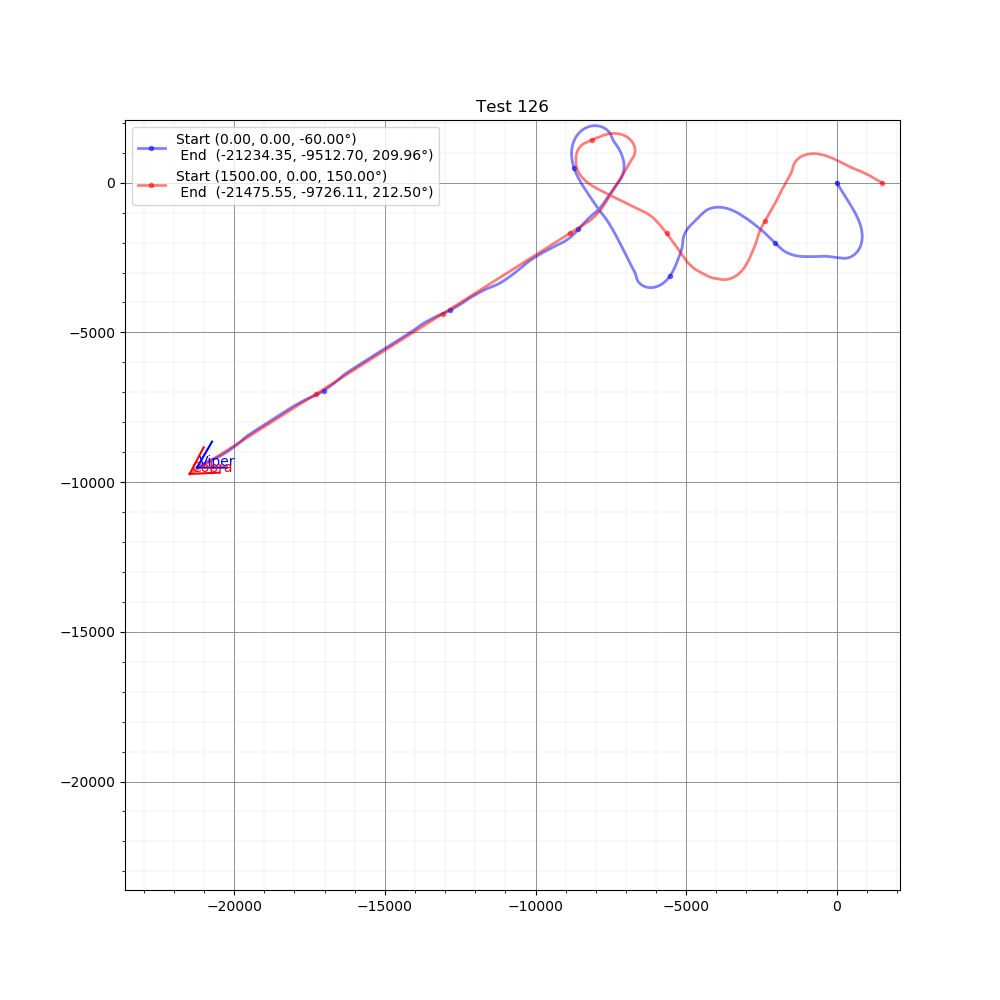 Test 126
Start (0.00, 0.00, -60.00°)
End (-21234.35, -9512.70, 209.96°)
Start (1500.00, 0.00, 150.00°)
End (-21475.55, -9726.11, 212.50°)
0
−5000
−10000
−15000
−20000
Viper
Cobra
−20000 −15000 −10000 −5000 0